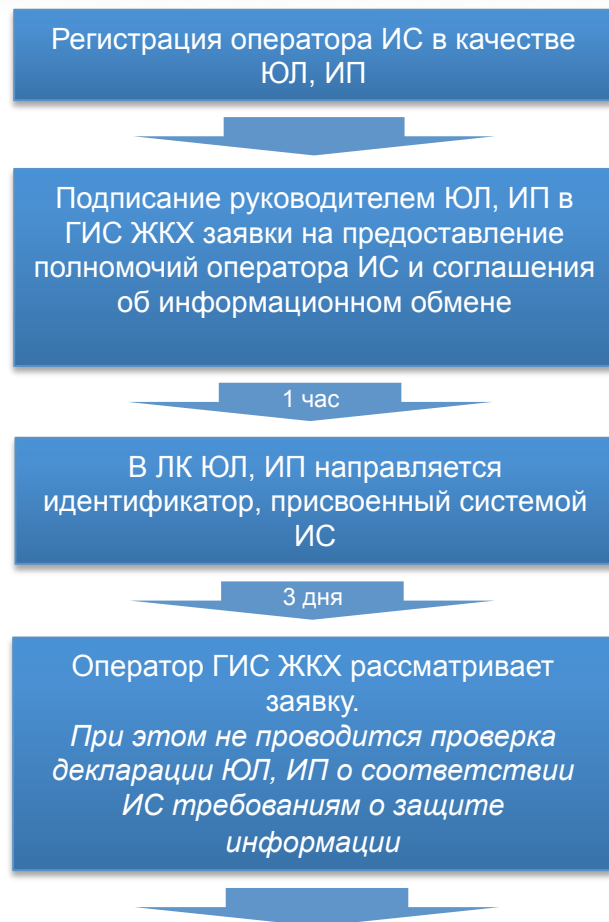 Регистрация оператора ИС в качестве
ЮЛ, ИП
Подписание руководителем ЮЛ, ИП в
ГИС ЖКХ заявки на предоставление
полномочий оператора ИС и соглашения
об информационном обмене
1 час
В ЛК ЮЛ, ИП направляется
идентификатор, присвоенный системой
ИС
3 дня
Оператор ГИС ЖКХ рассматривает
заявку.
При этом не проводится проверка
декларации ЮЛ, ИП о соответствии
ИС требованиям о защите
информации